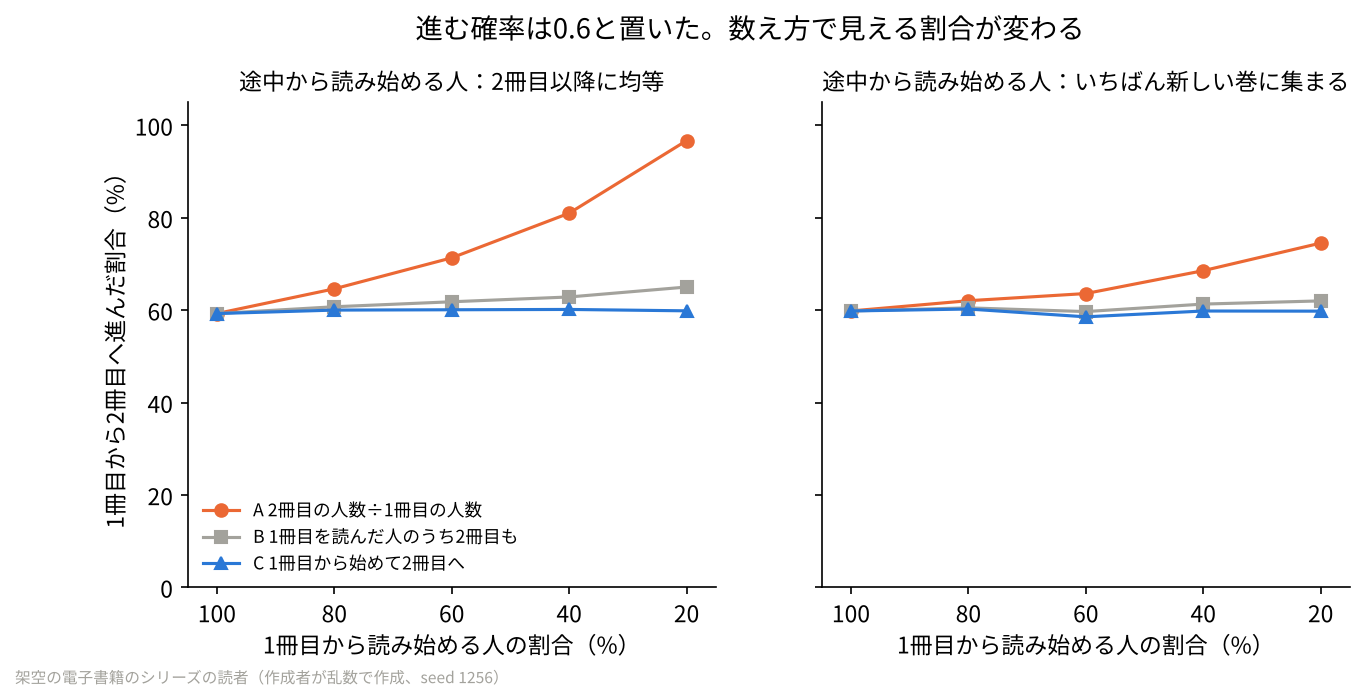 進む確率は0.6と置いた。数え方で見える割合が変わる
途中から読み始める人：2冊目以降に均等
1冊目から2冊目へ進んだ割合（%）
100
80
60
40
20
0
A 2冊目の人数÷1冊目の人数
B 1冊目を読んだ人のうち2冊目も
C 1冊目から始めて2冊目へ
100 80 60 40 20
1冊目から読み始める人の割合（%）
途中から読み始める人：いちばん新しい巻に集まる
100 80 60 40 20
1冊目から読み始める人の割合（%）
架空の電子書籍のシリーズの読者（作成者が乱数で作成、seed 1256）